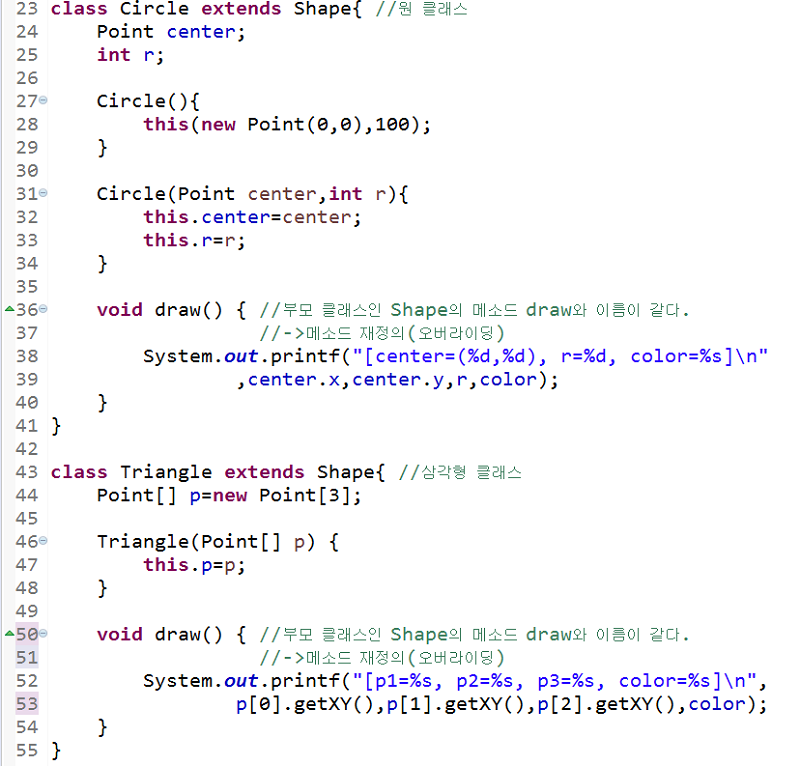 23 class Circle extends Shape{ //원 클래스
24     Point center;
25     int r;
26
27     Circle(){
28         this(new Point(0,0),100);
29     }
30
31     Circle(Point center,int r){
32         this.center=center;
33         this.r=r;
34     }
35
36     void draw() { //부모 클래스인 Shape의 메소드 draw와 이름이 같다.
37                   //->메소드 재정의(오버라이딩)
38         System.out.printf("[center=(%d,%d), r=%d, color=%s]\n"
39                 ,center.x,center.y,r,color);
40     }
41 }
42
43 class Triangle extends Shape{ //삼각형 클래스
44     Point[] p=new Point[3];
45
46     Triangle(Point[] p) {
47         this.p=p;
48     }
49
50     void draw() { //부모 클래스인 Shape의 메소드 draw와 이름이 같다.
51                   //->메소드 재정의(오버라이딩)
52         System.out.printf("[p1=%s, p2=%s, p3=%s, color=%s]\n",
53                 p[0].getXY(),p[1].getXY(),p[2].getXY(),color);
54     }
55 }